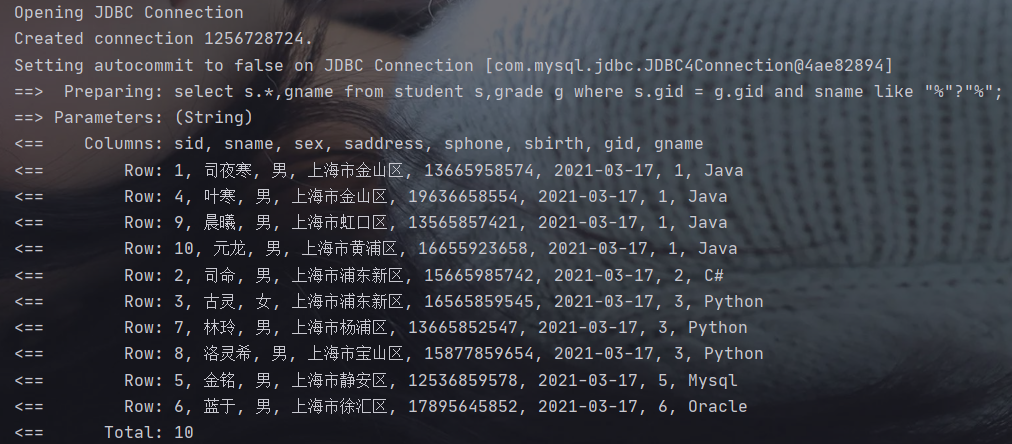 Opening JDBC Connection
Created connection 1256728724.
Setting autocommit to false on JDBC Connection [com.mysql.jdbc.JDBC4Connection@4ae82894]
==>  Preparing: select s.*,gname from student s,grade g where s.gid = g.gid and sname like "%"?"%";
==> Parameters: (String)
<==    Columns: sid, sname, sex, saddress, sphone, sbirth, gid, gname
<==        Row: 1, 司夜寒, 男, 上海市金山区, 13665958574, 2021-03-17, 1, Java
<==        Row: 4, 叶寒, 男, 上海市金山区, 19636658554, 2021-03-17, 1, Java
<==        Row: 9, 晨曦, 男, 上海市虹口区, 13565857421, 2021-03-17, 1, Java
<==        Row: 10, 元龙, 男, 上海市黄浦区, 16655923658, 2021-03-17, 1, Java
<==        Row: 2, 司命, 男, 上海市浦东新区, 15665985742, 2021-03-17, 2, C#
<==        Row: 3, 古灵, 女, 上海市浦东新区, 16565859545, 2021-03-17, 3, Python
<==        Row: 7, 林玲, 男, 上海市杨浦区, 13665852547, 2021-03-17, 3, Python
<==        Row: 8, 洛灵希, 男, 上海市宝山区, 15877859654, 2021-03-17, 3, Python
<==        Row: 5, 金铭, 男, 上海市静安区, 12536859578, 2021-03-17, 5, Mysql
<==        Row: 6, 蓝于, 男, 上海市徐汇区, 17895645852, 2021-03-17, 6, Oracle
<==      Total: 10